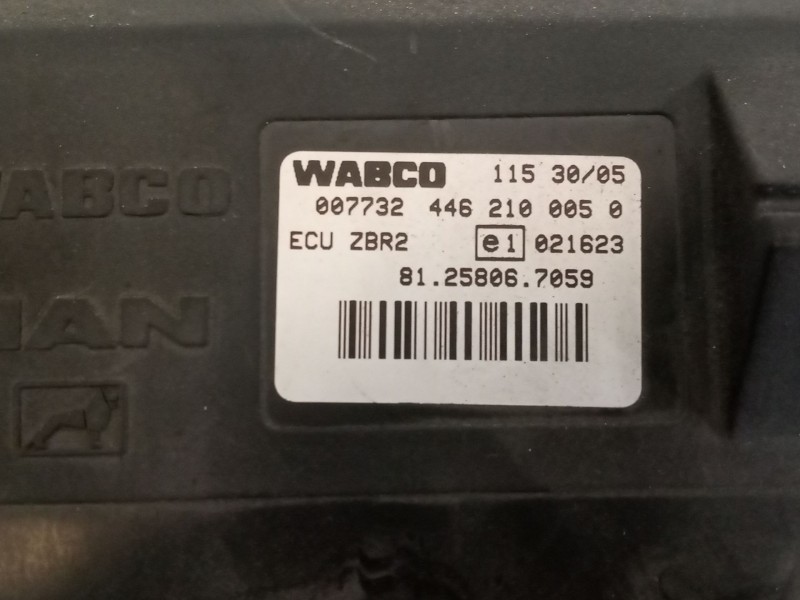 WABCO 115 30/05
007732 446 210 005 0
ECU ZBR2 e1 021623
81.25806.7059
WABCO
MAN